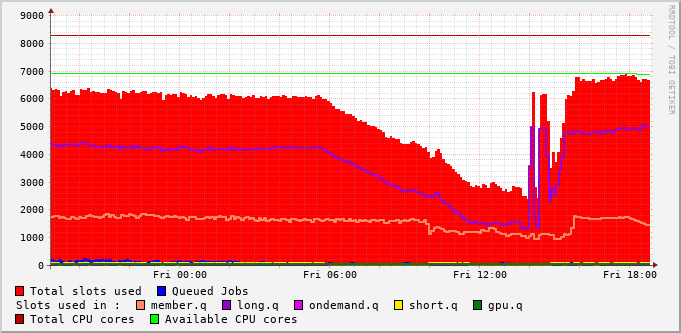 9000
8000
7000
6000
5000
4000
3000
2000
1000
0
Fri 00:00 Fri 06:00 Fri 12:00 Fri 18:00
RRDTOOL / TOBI OETIKER
Total slots used Queued Jobs
Slots used in : member.q long.q ondemand.q short.q gpu.q
Total CPU cores Available CPU cores